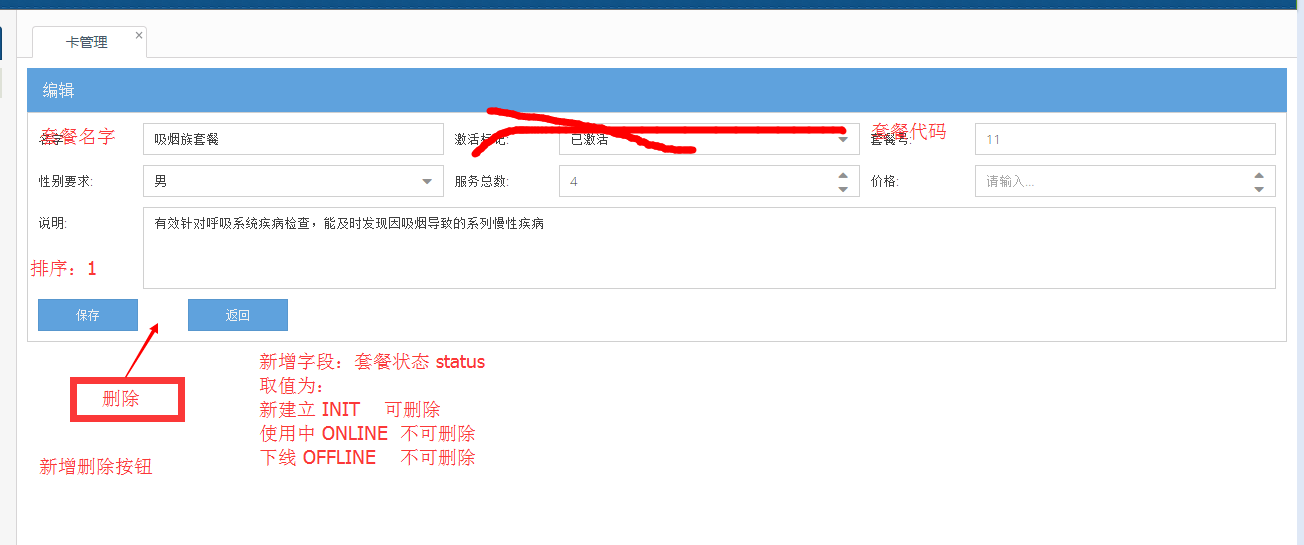 卡管理 ×
编辑
套餐名字 名字: 吸烟族套餐 激活标记: 已激活 套餐代码 套餐号: 11
性别要求: 男 服务总数: 4 价格: 请输入...
说明: 有效针对呼吸系统疾病检查，能及时发现因吸烟导致的系列慢性疾病
排序：1
保存 返回
删除
新增字段：套餐状态 status
取值为：
新建立 INIT 可删除
使用中 ONLINE 不可删除
下线 OFFLINE 不可删除
新增删除按钮